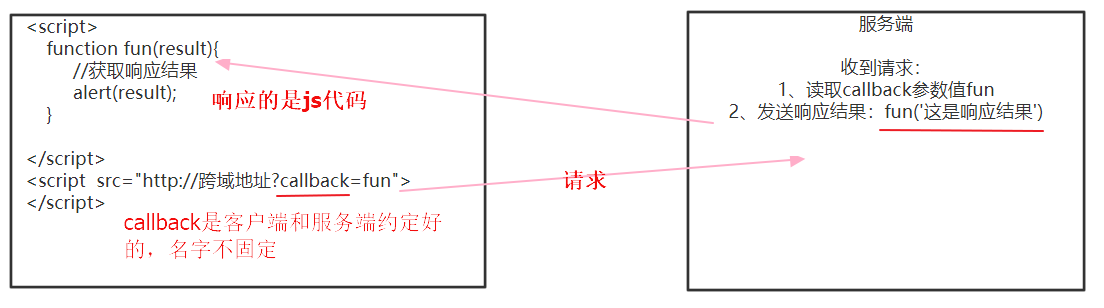 <script>
function fun(result){
//获取响应结果
alert(result);
}
</script>
<script src="http://跨域地址?callback=fun">
</script>
callback是客户端和服务端约定好
的，名字不固定
响应的是js代码
请求
服务端
收到请求：
1、读取callback参数值fun
2、发送响应结果：fun('这是响应结果')